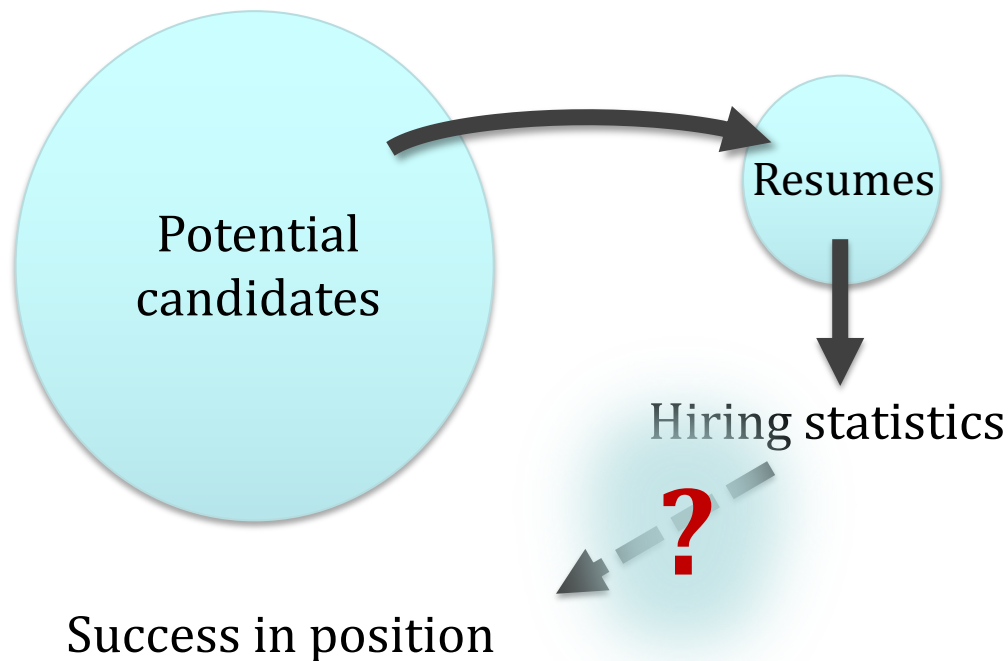 Potential
candidates
Resumes
Hiring statistics
?
Success in position